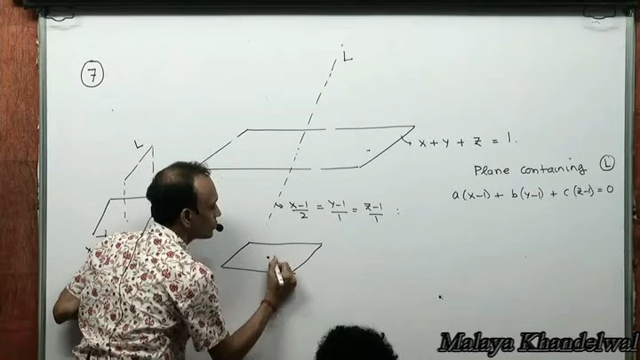 7
L
L
x + y + z = 1.
Plane containing L
a(x-1) + b(y-1) + c(z-1) = 0
x-1/2 = y-1/1 = z-1/1 ;
Malaya Khandelwal